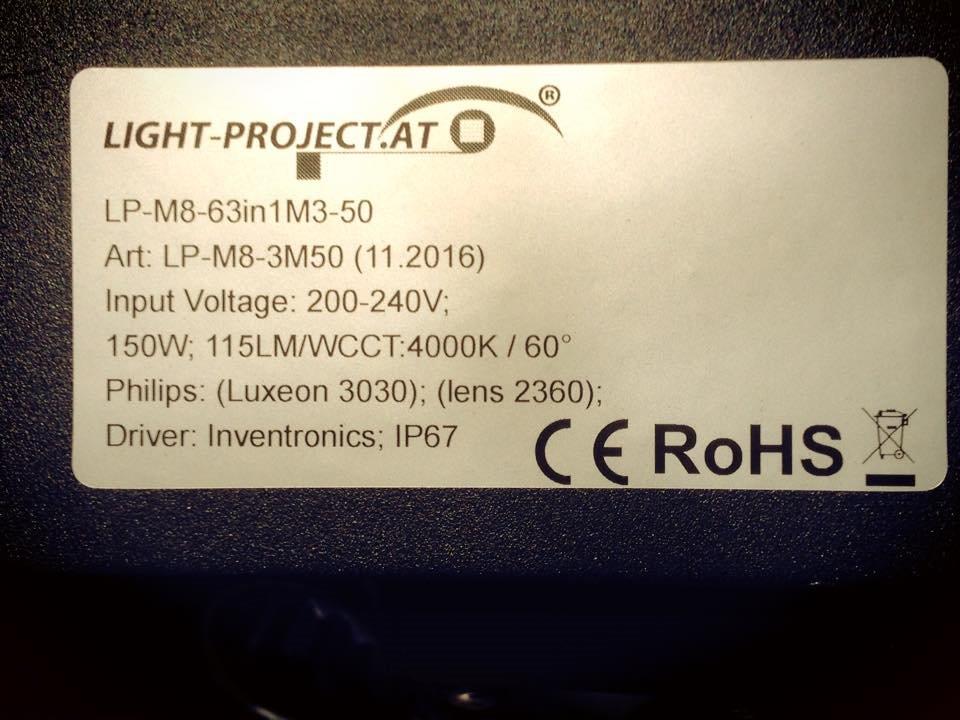 LIGHT-PROJECT.AT ®
LP-M8-63in1M3-50
Art: LP-M8-3M50 (11.2016)
Input Voltage: 200-240V;
150W; 115LM/WCCT:4000K / 60°
Philips: (Luxeon 3030); (lens 2360);
Driver: Inventronics; IP67
CE RoHS